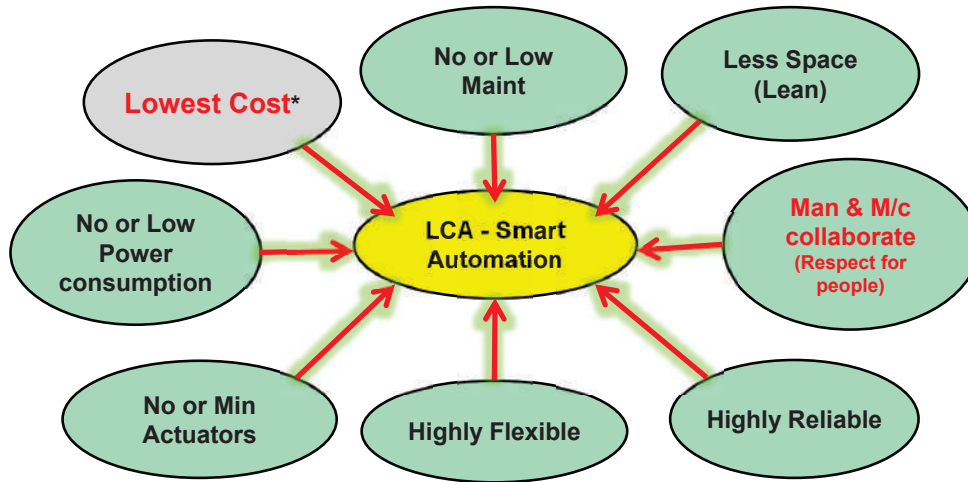 No or Low
Maint
Less Space
(Lean)
Lowest Cost*
No or Low
Power
consumption
LCA - Smart
Automation
Man & M/c
collaborate
(Respect for
people)
No or Min
Actuators
Highly Flexible
Highly Reliable